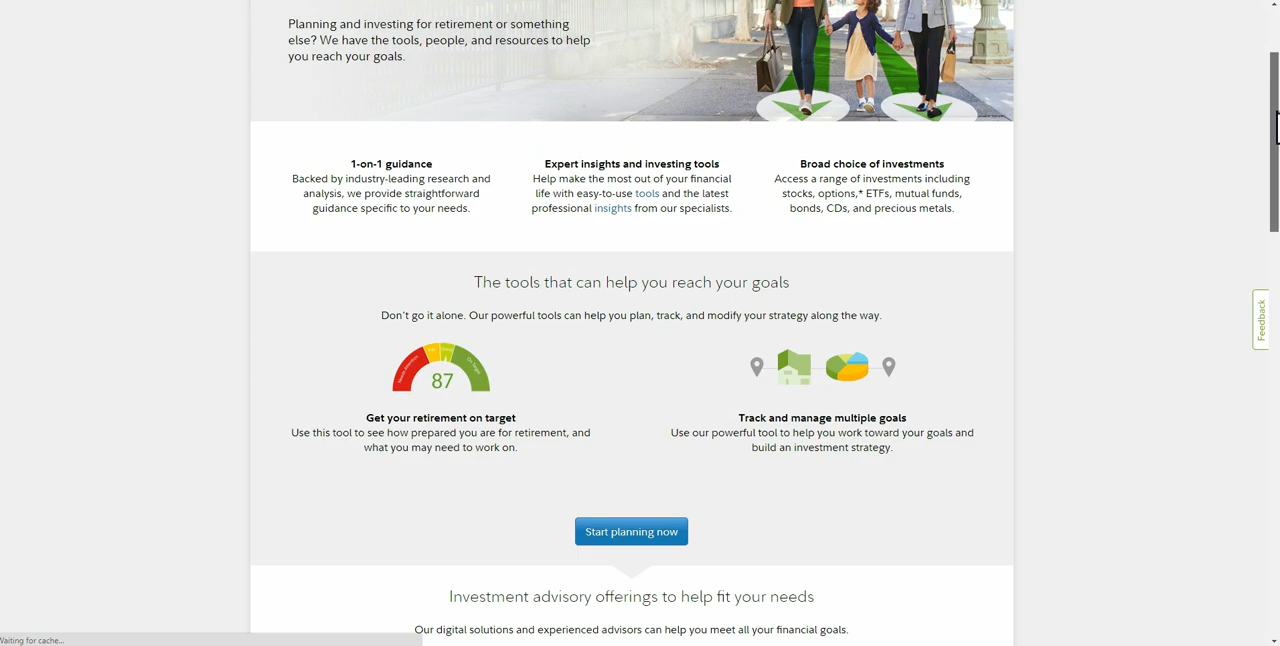 Planning and investing for retirement or something
else? We have the tools, people, and resources to help
you reach your goals.
1-on-1 guidance
Backed by industry-leading research and
analysis, we provide straightforward
guidance specific to your needs.
Expert insights and investing tools
Help make the most out of your financial
life with easy-to-use tools and the latest
professional insights from our specialists.
Broad choice of investments
Access a range of investments including
stocks, options,* ETFs, mutual funds,
bonds, CDs, and precious metals.
Feedback
The tools that can help you reach your goals
Don't go it alone. Our powerful tools can help you plan, track, and modify your strategy along the way.
87
Get your retirement on target
Use this tool to see how prepared you are for retirement, and
what you may need to work on.
Track and manage multiple goals
Use our powerful tool to help you work toward your goals and
build an investment strategy.
Start planning now
Investment advisory offerings to help fit your needs
Our digital solutions and experienced advisors can help you meet all your financial goals.
Waiting for cache...